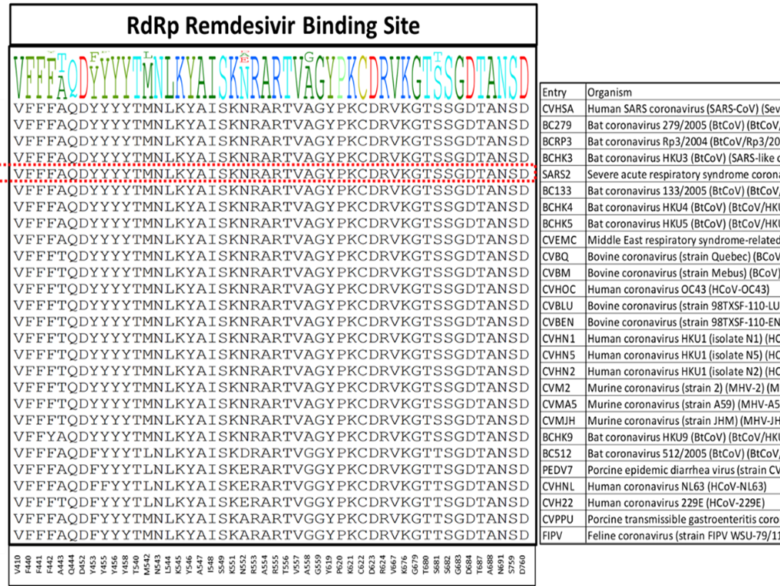 RdRp Remdesivir Binding Site
VFFFAQDYYYYTMNLKYAISKNRARTVAGYPKCDRVKGTSSGDTANSD
VFFFAQDYYYYTMNLKYAISKNRARTVAGYPKCDRVKGTSSGDTANSD
VFFFAQDYYYYTMNLKYAISKNRARTVAGYPKCDRVKGTSSGDTANSD
VFFFAQDYYYYTMNLKYAISKNRARTVAGYPKCDRVKGTSSGDTANSD
VFFFAQDYYYYTMNLKYAISKNRARTVAGYPKCDRVKGTSSGDTANSD
VFFFAQDYYYYTMNLKYAISKNRARTVAGYPKCDRVKGTSSGDTANSD
VFFFAQDYYYYTMNLKYAISKNRARTVAGYPKCDRVKGTSSGDTANSD
VFFFAQDYYYYTMNLKYAISKNRARTVAGYPKCDRVKGTSSGDTANSD
VFFFAQDYYYYTMNLKYAISKNRARTVAGYPKCDRVKGTSSGDTANSD
VFFFTQDYYYYTMNLKYAISKNRARTVAGYPKCDRVKGTSSGDTANSD
VFFFTQDYYYYTMNLKYAISKNRARTVAGYPKCDRVKGTSSGDTANSD
VFFFTQDYYYYTMNLKYAISKNRARTVAGYPKCDRVKGTSSGDTANSD
VFFFTQDYYYYTMNLKYAISKNRARTVAGYPKCDRVKGTSSGDTANSD
VFFFTQDYYYYTMNLKYAISKNRARTVAGYPKCDRVKGTSSGDTANSD
VFFFTQDYYYYTMNLKYAISKNRARTVAGYPKCDRVKGTSSGDTANSD
VFFFTQDYYYYTMNLKYAISKNRARTVAGYPKCDRVKGTSSGDTANSD
VFFFTQDYYYYTMNLKYAISKNRARTVAGYPKCDRVKGTSSGDTANSD
VFFFTQDYYYYTMNLKYAISKNRARTVAGYPKCDRVKGTSSGDTANSD
VFFFTQDYYYYTMNLKYAISKNRARTVAGYPKCDRVKGTSSGDTANSD
VFFFTQDYYYYTMNLKYAISKNRARTVAGYPKCDRVKGTSSGDTANSD
VFFYAQDYYYYTMNLKYAISKNRARTVAGYPKCDRVKGTSSGDTANSD
VFFFAQDFYYYTLNLKYAISKDRARTVGGYPKCDRVKGTTSGDTANSD
VFFFAQDFYYYTLNLKYAISKERARTVGGYPKCDRVKGTTSGDTANSD
VFFFAQDFFYYTLNLKYAISKERARTVGGYPKCDRVKGTTSGDTANSD
VFFFTQDFYYYTLNLKYAISKERARTVGGYPKCDRVKGTTSGDTANSD
VFFFAQDYYYYTMNLKYAISKARARTVGGYPKCDRVKGTTSGDTANSD
VFFFAQDYYYYTMNLKYAISKARARTVGGYPKCDRVKGTTSGDTANSD
V410 F440 F441 F442 A443 Q444 D452 Y453 Y455 Y456 Y458 T540 M542 N543 L544 K545 Y546 A547 I548 S549 K551 N552 R553 A554 R555 T556 V557 A558 G559 Y619 P620 K621 C622 D623 R624 V667 K676 G679 T680 S681 S682 G683 D684 T687 A688 N691 S759 D760
Entry Organism
CVHSA Human SARS coronavirus (SARS-CoV) (Sev
BC279 Bat coronavirus 279/2005 (BtCoV) (BtCoV/
BCRP3 Bat coronavirus Rp3/2004 (BtCoV/Rp3/20
BCHK3 Bat coronavirus HKU3 (BtCoV) (SARS-like c
SARS2 Severe acute respiratory syndrome corona
BC133 Bat coronavirus 133/2005 (BtCoV) (BtCoV,
BCHK4 Bat coronavirus HKU4 (BtCoV) (BtCoV/HKU
BCHK5 Bat coronavirus HKU5 (BtCoV) (BtCoV/HKU
CVEMC Middle East respiratory syndrome-related
CVBQ Bovine coronavirus (strain Quebec) (BCoV
CVBM Bovine coronavirus (strain Mebus) (BCoV)
CVHOC Human coronavirus OC43 (HCoV-OC43)
CVBLU Bovine coronavirus (strain 98TXSF-110-LU
CVBEN Bovine coronavirus (strain 98TXSF-110-EN
CVHN1 Human coronavirus HKU1 (isolate N1) (HC
CVHN5 Human coronavirus HKU1 (isolate N5) (HC
CVHN2 Human coronavirus HKU1 (isolate N2) (HC
CVM2 Murine coronavirus (strain 2) (MHV-2) (M
CVMA5 Murine coronavirus (strain A59) (MHV-A5
CVMJH Murine coronavirus (strain JHM) (MHV-JH
BCHK9 Bat coronavirus HKU9 (BtCoV) (BtCoV/HKU
BC512 Bat coronavirus 512/2005 (BtCoV) (BtCoV/
PEDV7 Porcine epidemic diarrhea virus (strain CV
CVHNL Human coronavirus NL63 (HCoV-NL63)
CVH22 Human coronavirus 229E (HCoV-229E)
CVPPU Porcine transmissible gastroenteritis coro
FIPV Feline coronavirus (strain FIPV WSU-79/11